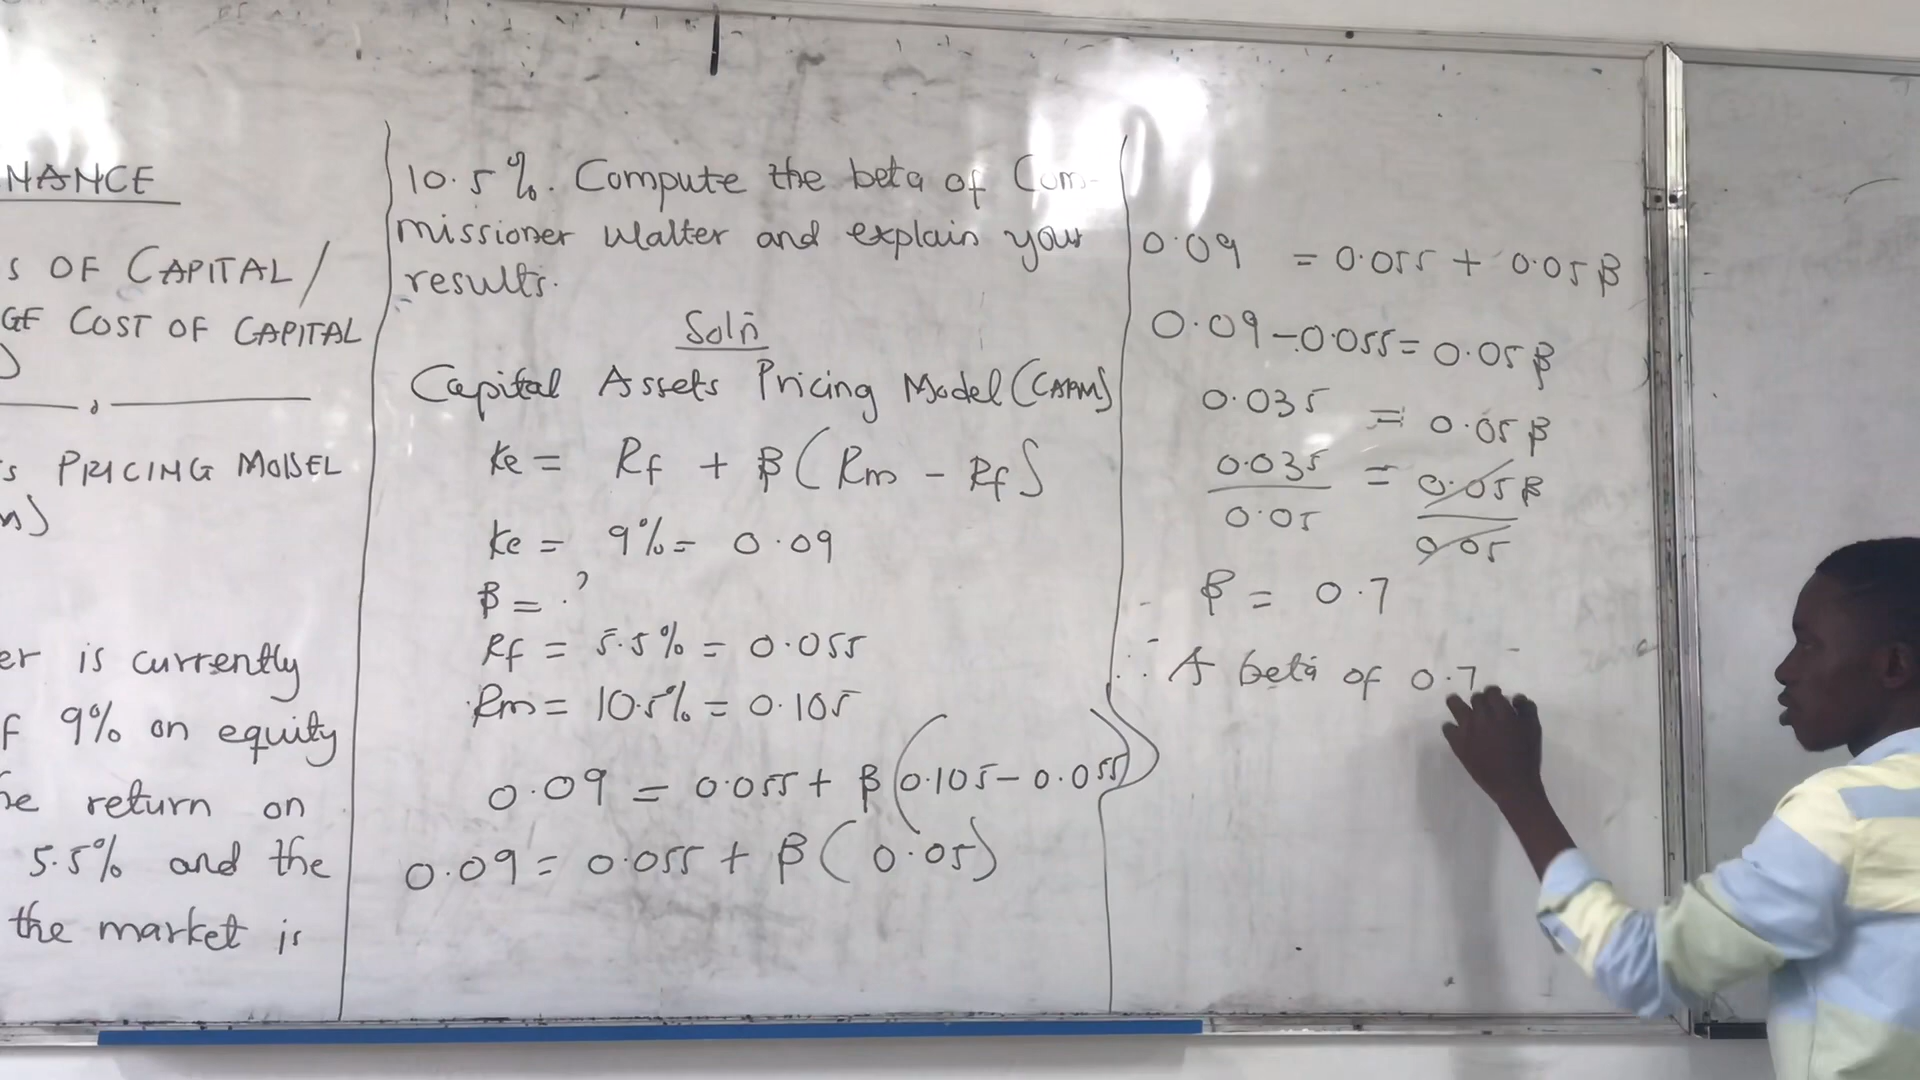 NANCE
S OF CAPITAL/
GE COST OF CAPITAL
)
S PRICING MODEL
M)
er is currently
f 9% on equity
he return on
5.5% and the
the market is
10.5%. Compute the beta of Com-
missioner Walter and explain your
results.
Soln
Capital Assets Pricing Model (CAPM)
Ke = Rf + β(Rm - Rf)
Ke = 9% = 0.09
β = ?
Rf = 5.5% = 0.055
Rm = 10.5% = 0.105
0.09 = 0.055 + β(0.105 - 0.055)
0.09 = 0.055 + β(0.05)
0.09 = 0.055 + 0.05β
0.09 - 0.055 = 0.05β
0.035 = 0.05β
0.035 = 0.05β
0.05 0.05
β = 0.7
∴ A beta of 0.7